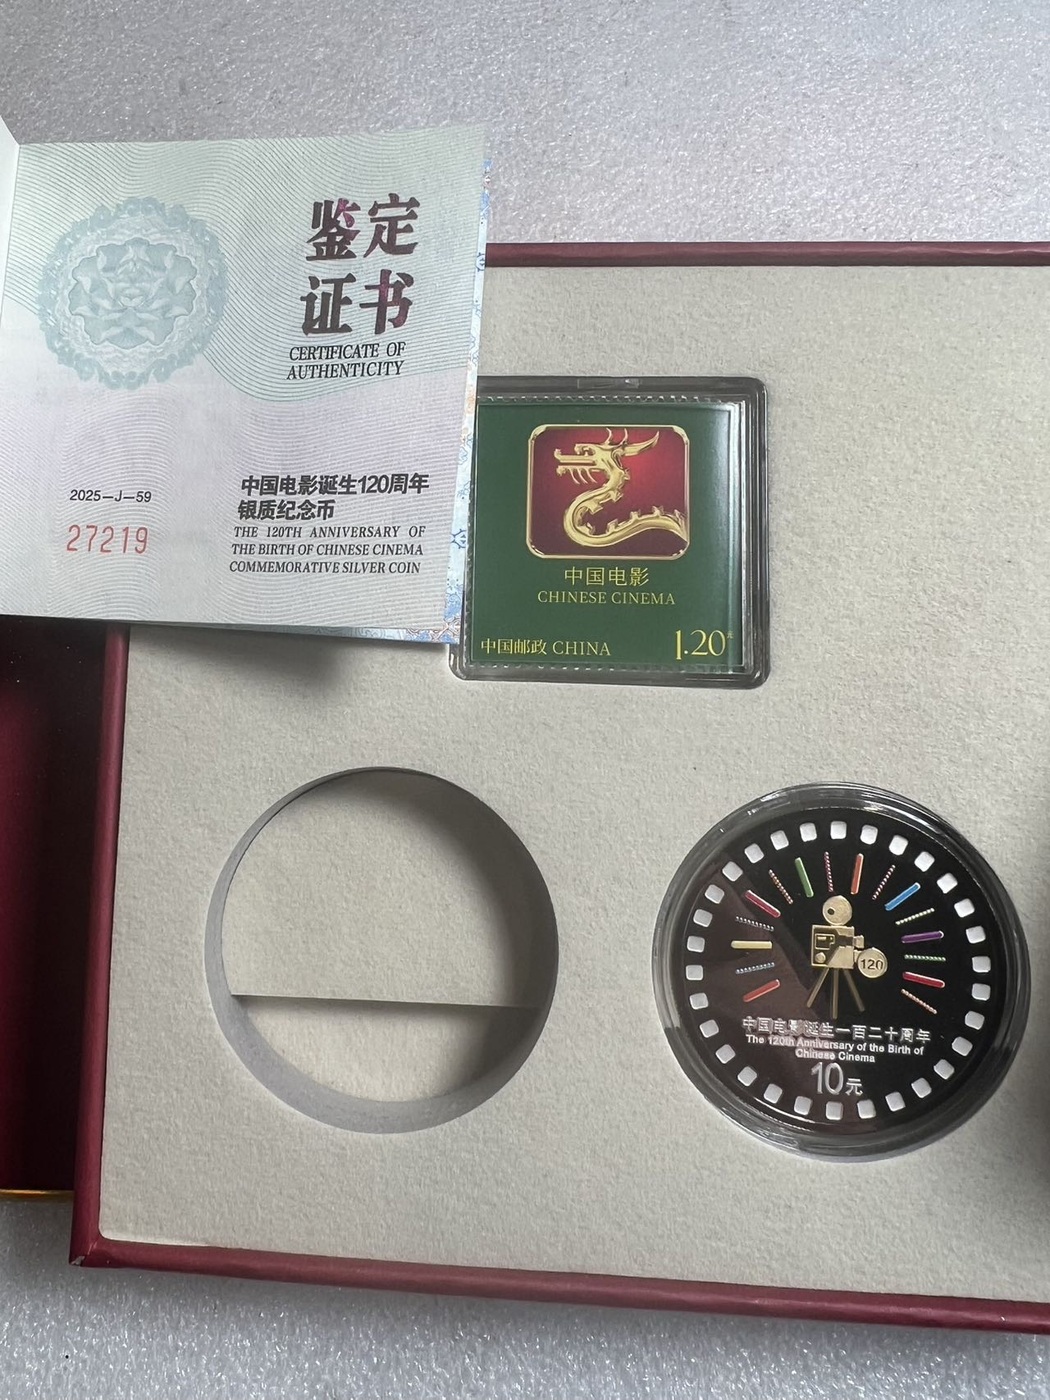 鉴定
证书
CERTIFICATE OF
AUTHENTICITY
2025-J-59
27219
中国电影诞生120周年
银质纪念币
THE 120TH ANNIVERSARY OF
THE BIRTH OF CHINESE CINEMA
COMMEMORATIVE SILVER COIN
中国电影
CHINESE CINEMA
中国邮政 CHINA
1.20元
120
中国电影诞生一百二十周年
The 120th Anniversary of the Birth of
Chinese Cinema
10元